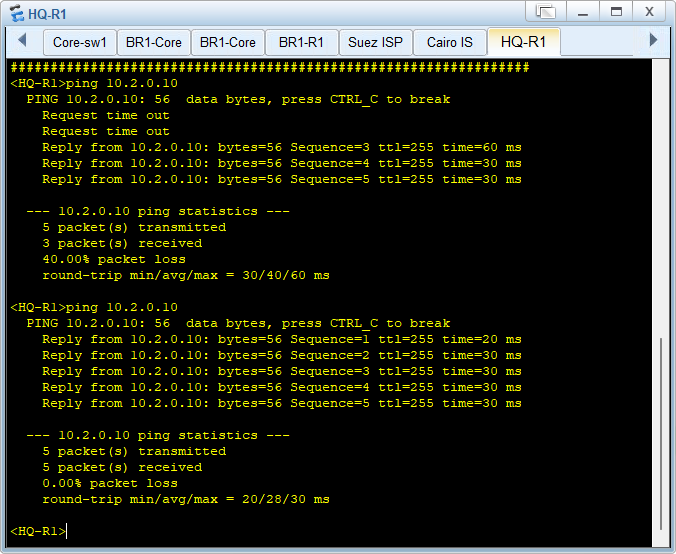 HQ-R1
Core-sw1 BR1-Core BR1-Core BR1-R1 Suez ISP Cairo IS HQ-R1
#################################################################
<HQ-R1>ping 10.2.0.10
  PING 10.2.0.10: 56  data bytes, press CTRL_C to break
    Request time out
    Request time out
    Reply from 10.2.0.10: bytes=56 Sequence=3 ttl=255 time=60 ms
    Reply from 10.2.0.10: bytes=56 Sequence=4 ttl=255 time=30 ms
    Reply from 10.2.0.10: bytes=56 Sequence=5 ttl=255 time=30 ms
  --- 10.2.0.10 ping statistics ---
    5 packet(s) transmitted
    3 packet(s) received
    40.00% packet loss
    round-trip min/avg/max = 30/40/60 ms
<HQ-R1>ping 10.2.0.10
  PING 10.2.0.10: 56  data bytes, press CTRL_C to break
    Reply from 10.2.0.10: bytes=56 Sequence=1 ttl=255 time=20 ms
    Reply from 10.2.0.10: bytes=56 Sequence=2 ttl=255 time=30 ms
    Reply from 10.2.0.10: bytes=56 Sequence=3 ttl=255 time=30 ms
    Reply from 10.2.0.10: bytes=56 Sequence=4 ttl=255 time=30 ms
    Reply from 10.2.0.10: bytes=56 Sequence=5 ttl=255 time=30 ms
  --- 10.2.0.10 ping statistics ---
    5 packet(s) transmitted
    5 packet(s) received
    0.00% packet loss
    round-trip min/avg/max = 20/28/30 ms
<HQ-R1>